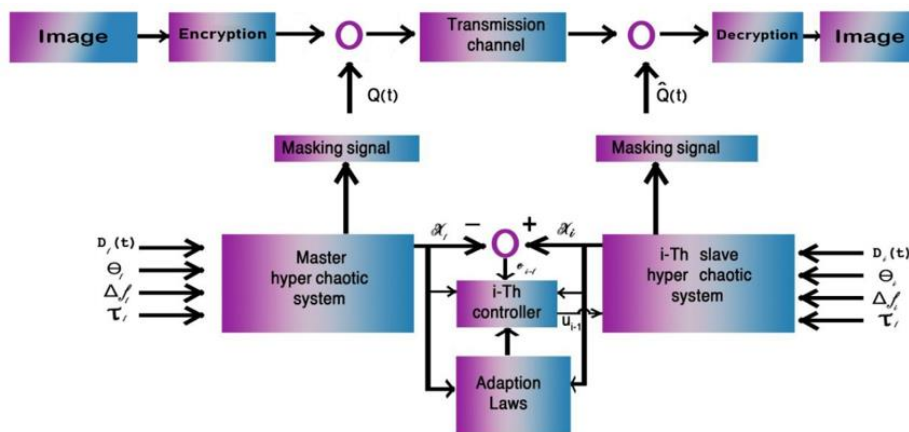 Image
Encryption
Transmission
channel
Decryption
Image
Q(t)
Q̂(t)
Masking signal
Masking signal
− +
Master
hyper chaotic
system
i-Th slave
hyper chaotic
system
e i-1
i-Th
controller
u i-1
Adaption
Laws